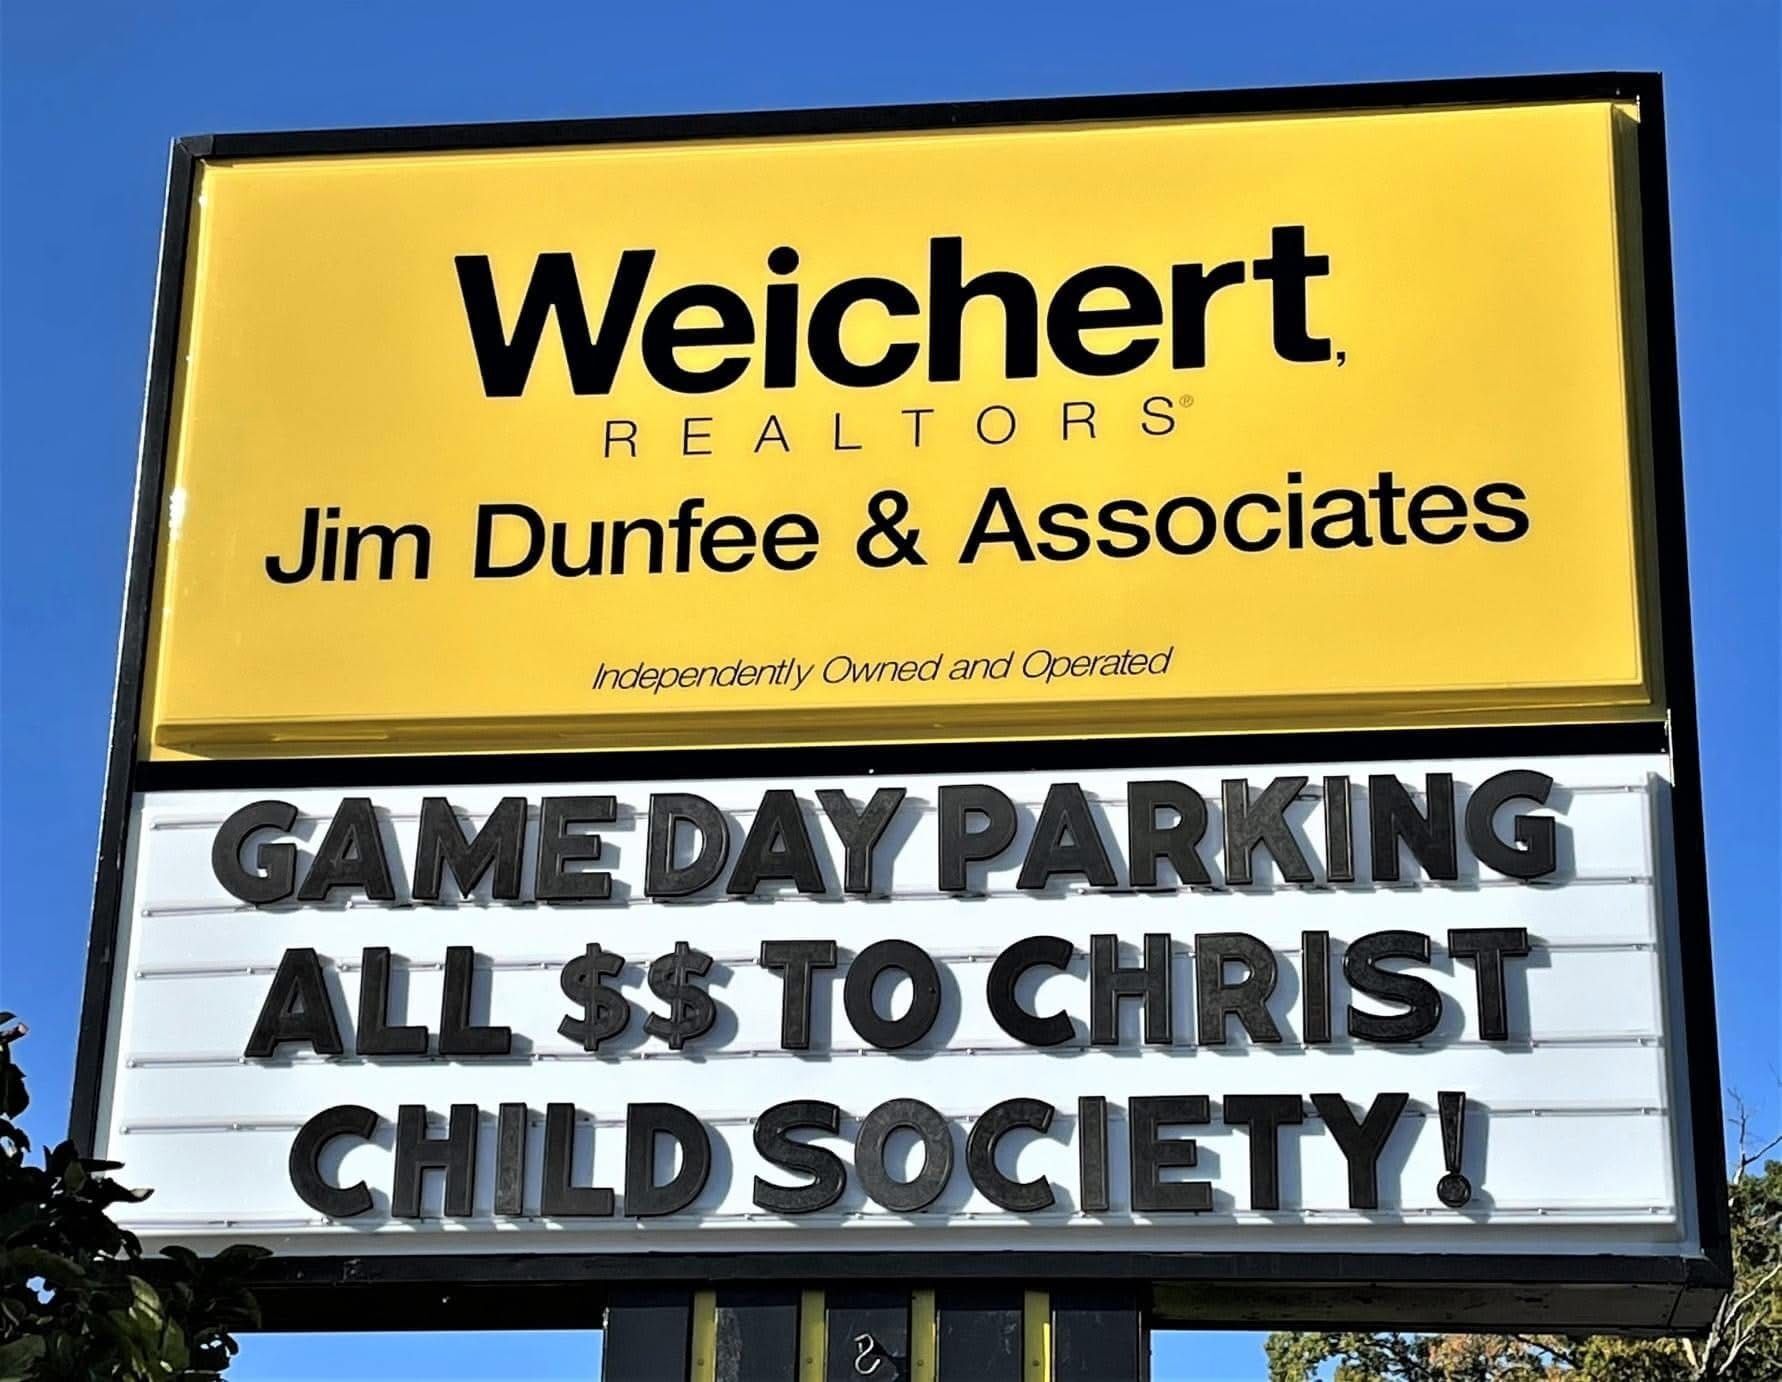 Weichert,
REALTORS®
Jim Dunfee & Associates
Independently Owned and Operated
GAME DAY PARKING
ALL $$ TO CHRIST
CHILD SOCIETY!